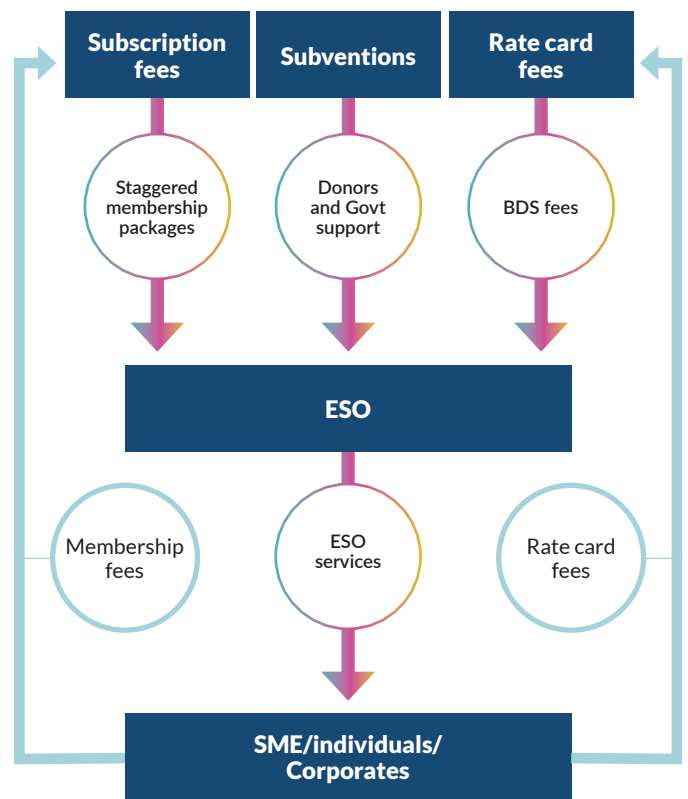 Subscription
fees
Subventions
Rate card
fees
Staggered
membership
packages
Donors
and Govt
support
BDS fees
ESO
Membership
fees
ESO
services
Rate card
fees
SME/individuals/
Corporates